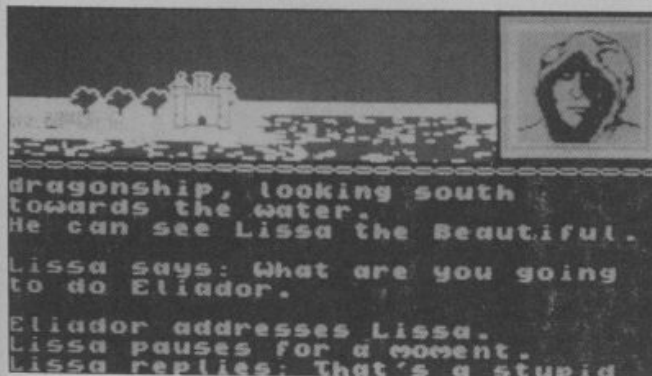 dragonship, looking south
towards the water.
He can see Lissa the Beautiful.
Lissa says: What are you going
to do Eliador.
Eliador addresses Lissa.
Lissa pauses for a moment.
Lissa replies: That's a stupid